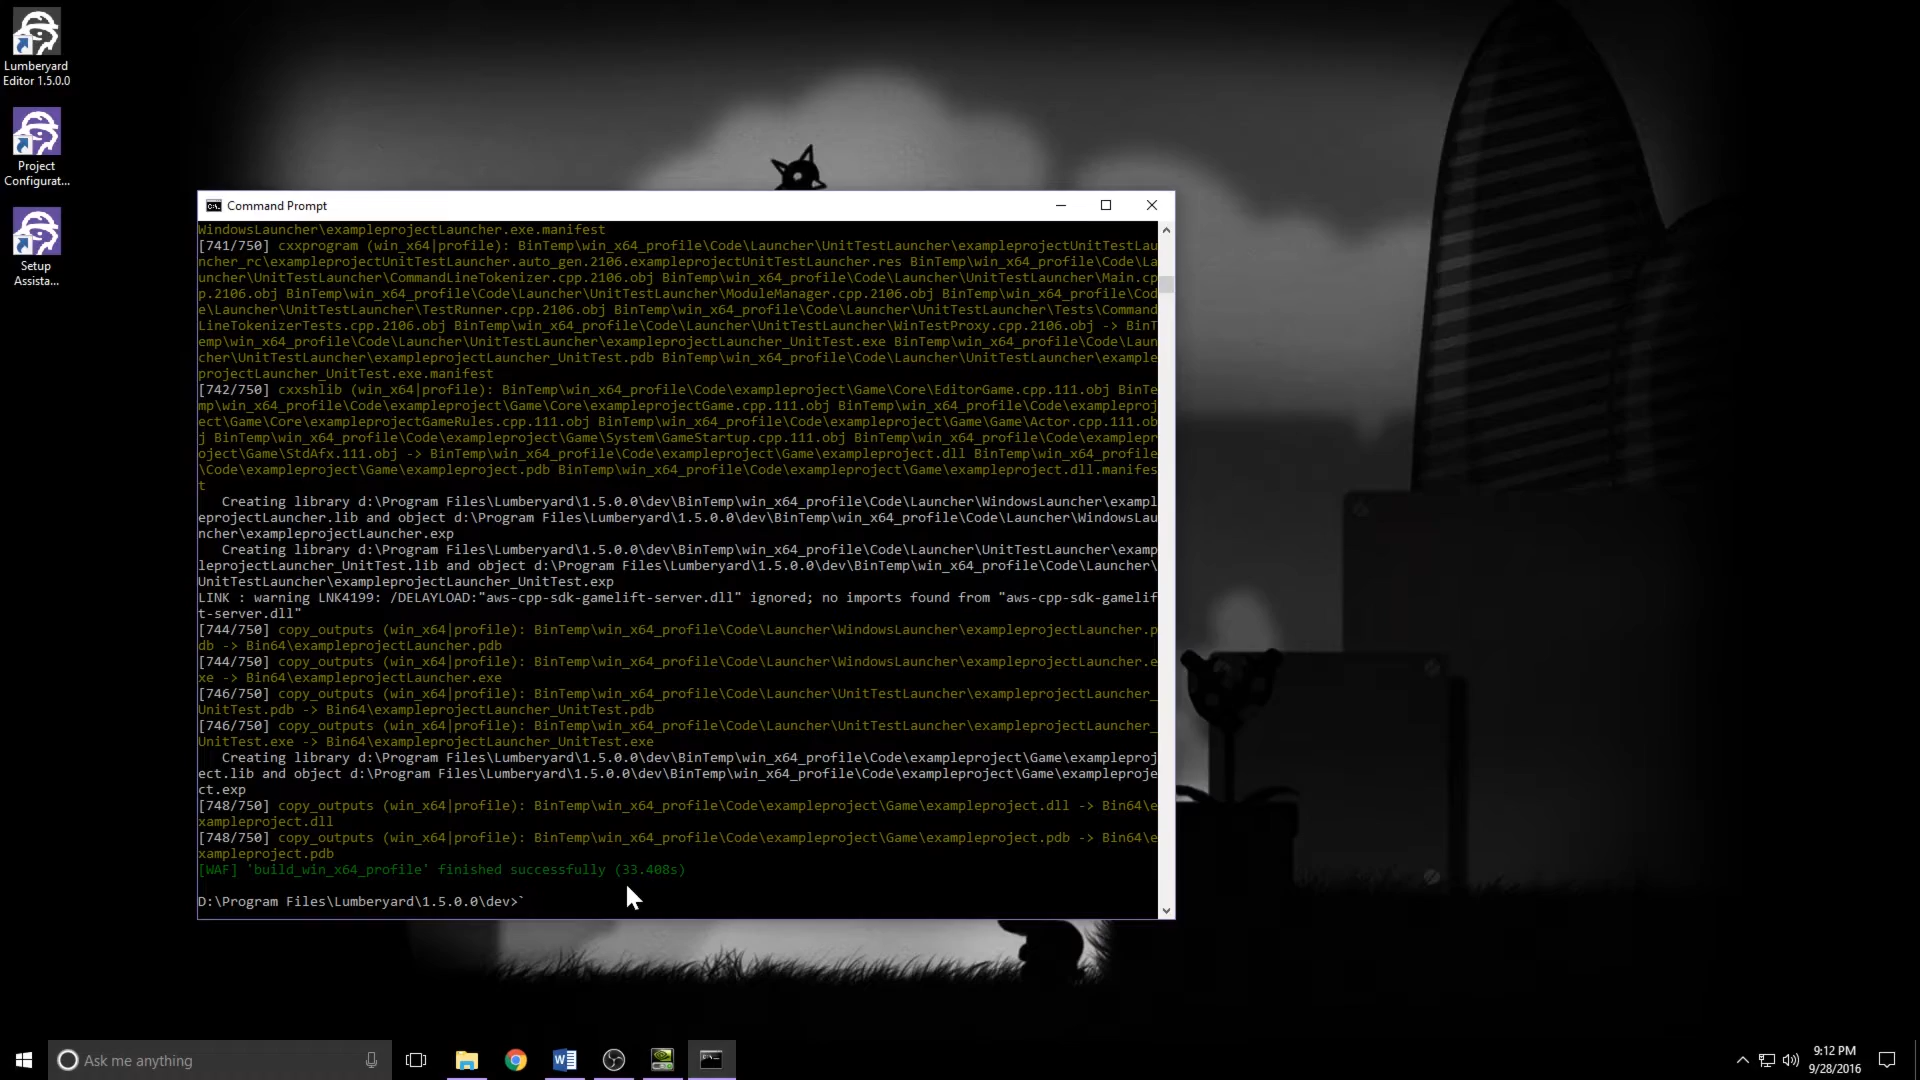 Lumberyard
Editor 1.5.0.0
Project
Configurat...
Setup
Assista...
Command Prompt
WindowsLauncher\exampleprojectLauncher.exe.manifest
[741/750] cxxprogram (win_x64|profile): BinTemp\win_x64_profile\Code\Launcher\UnitTestLauncher\exampleprojectUnitTestLau
ncher_rc\exampleprojectUnitTestLauncher.auto_gen.2106.exampleprojectUnitTestLauncher.res BinTemp\win_x64_profile\Code\La
uncher\UnitTestLauncher\CommandLineTokenizer.cpp.2106.obj BinTemp\win_x64_profile\Code\Launcher\UnitTestLauncher\Main.cp
p.2106.obj BinTemp\win_x64_profile\Code\Launcher\UnitTestLauncher\ModuleManager.cpp.2106.obj BinTemp\win_x64_profile\Cod
e\Launcher\UnitTestLauncher\TestRunner.cpp.2106.obj BinTemp\win_x64_profile\Code\Launcher\UnitTestLauncher\Tests\Command
LineTokenizerTests.cpp.2106.obj BinTemp\win_x64_profile\Code\Launcher\UnitTestLauncher\WinTestProxy.cpp.2106.obj -> BinT
emp\win_x64_profile\Code\Launcher\UnitTestLauncher\exampleprojectLauncher_UnitTest.exe BinTemp\win_x64_profile\Code\Laun
cher\UnitTestLauncher\exampleprojectLauncher_UnitTest.pdb BinTemp\win_x64_profile\Code\Launcher\UnitTestLauncher\example
projectLauncher_UnitTest.exe.manifest
[742/750] cxxshlib (win_x64|profile): BinTemp\win_x64_profile\Code\exampleproject\Game\Core\EditorGame.cpp.111.obj BinTe
mp\win_x64_profile\Code\exampleproject\Game\Core\exampleprojectGame.cpp.111.obj BinTemp\win_x64_profile\Code\exampleproj
ect\Game\Core\exampleprojectGameRules.cpp.111.obj BinTemp\win_x64_profile\Code\exampleproject\Game\Game\Actor.cpp.111.ob
j BinTemp\win_x64_profile\Code\exampleproject\Game\System\GameStartup.cpp.111.obj BinTemp\win_x64_profile\Code\examplepr
oject\Game\StdAfx.111.obj -> BinTemp\win_x64_profile\Code\exampleproject\Game\exampleproject.dll BinTemp\win_x64_profile
\Code\exampleproject\Game\exampleproject.pdb BinTemp\win_x64_profile\Code\exampleproject\Game\exampleproject.dll.manifes
t
Creating library d:\Program Files\Lumberyard\1.5.0.0\dev\BinTemp\win_x64_profile\Code\Launcher\WindowsLauncher\exampl
eprojectLauncher.lib and object d:\Program Files\Lumberyard\1.5.0.0\dev\BinTemp\win_x64_profile\Code\Launcher\WindowsLau
ncher\exampleprojectLauncher.exp
Creating library d:\Program Files\Lumberyard\1.5.0.0\dev\BinTemp\win_x64_profile\Code\Launcher\UnitTestLauncher\examp
leprojectLauncher_UnitTest.lib and object d:\Program Files\Lumberyard\1.5.0.0\dev\BinTemp\win_x64_profile\Code\Launcher\
UnitTestLauncher\exampleprojectLauncher_UnitTest.exp
LINK : warning LNK4199: /DELAYLOAD:"aws-cpp-sdk-gamelift-server.dll" ignored; no imports found from "aws-cpp-sdk-gamelif
t-server.dll"
[744/750] copy_outputs (win_x64|profile): BinTemp\win_x64_profile\Code\Launcher\WindowsLauncher\exampleprojectLauncher.p
db -> Bin64\exampleprojectLauncher.pdb
[744/750] copy_outputs (win_x64|profile): BinTemp\win_x64_profile\Code\Launcher\WindowsLauncher\exampleprojectLauncher.e
xe -> Bin64\exampleprojectLauncher.exe
[746/750] copy_outputs (win_x64|profile): BinTemp\win_x64_profile\Code\Launcher\UnitTestLauncher\exampleprojectLauncher_
UnitTest.pdb -> Bin64\exampleprojectLauncher_UnitTest.pdb
[746/750] copy_outputs (win_x64|profile): BinTemp\win_x64_profile\Code\Launcher\UnitTestLauncher\exampleprojectLauncher_
UnitTest.exe -> Bin64\exampleprojectLauncher_UnitTest.exe
Creating library d:\Program Files\Lumberyard\1.5.0.0\dev\BinTemp\win_x64_profile\Code\exampleproject\Game\exampleproj
ect.lib and object d:\Program Files\Lumberyard\1.5.0.0\dev\BinTemp\win_x64_profile\Code\exampleproject\Game\exampleproje
ct.exp
[748/750] copy_outputs (win_x64|profile): BinTemp\win_x64_profile\Code\exampleproject\Game\exampleproject.dll -> Bin64\e
xampleproject.dll
[748/750] copy_outputs (win_x64|profile): BinTemp\win_x64_profile\Code\exampleproject\Game\exampleproject.pdb -> Bin64\e
xampleproject.pdb
[WAF] 'build_win_x64_profile' finished successfully (33.408s)
D:\Program Files\Lumberyard\1.5.0.0\dev>`
Ask me anything
9:12 PM
9/28/2016